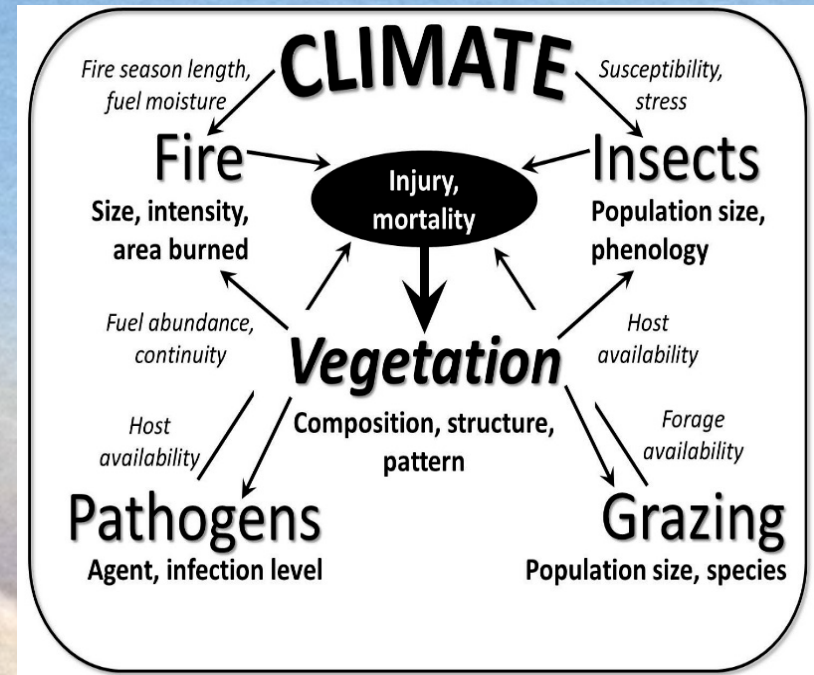 CLIMATE
Fire season length,
fuel moisture
Susceptibility,
stress
Fire
Size, intensity,
area burned
Injury,
mortality
Insects
Population size,
phenology
Fuel abundance,
continuity
Host
availability
Vegetation
Composition, structure,
pattern
Host
availability
Forage
availability
Pathogens
Agent, infection level
Grazing
Population size, species